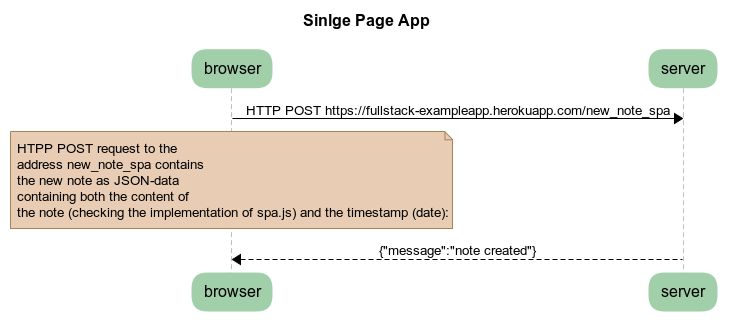 Sinlge Page App
browser
server
HTTP POST https://fullstack-exampleapp.herokuapp.com/new_note_spa
HTPP POST request to the
address new_note_spa contains
the new note as JSON-data
containing both the content of
the note (checking the implementation of spa.js) and the timestamp (date):
{"message":"note created"}
browser
server